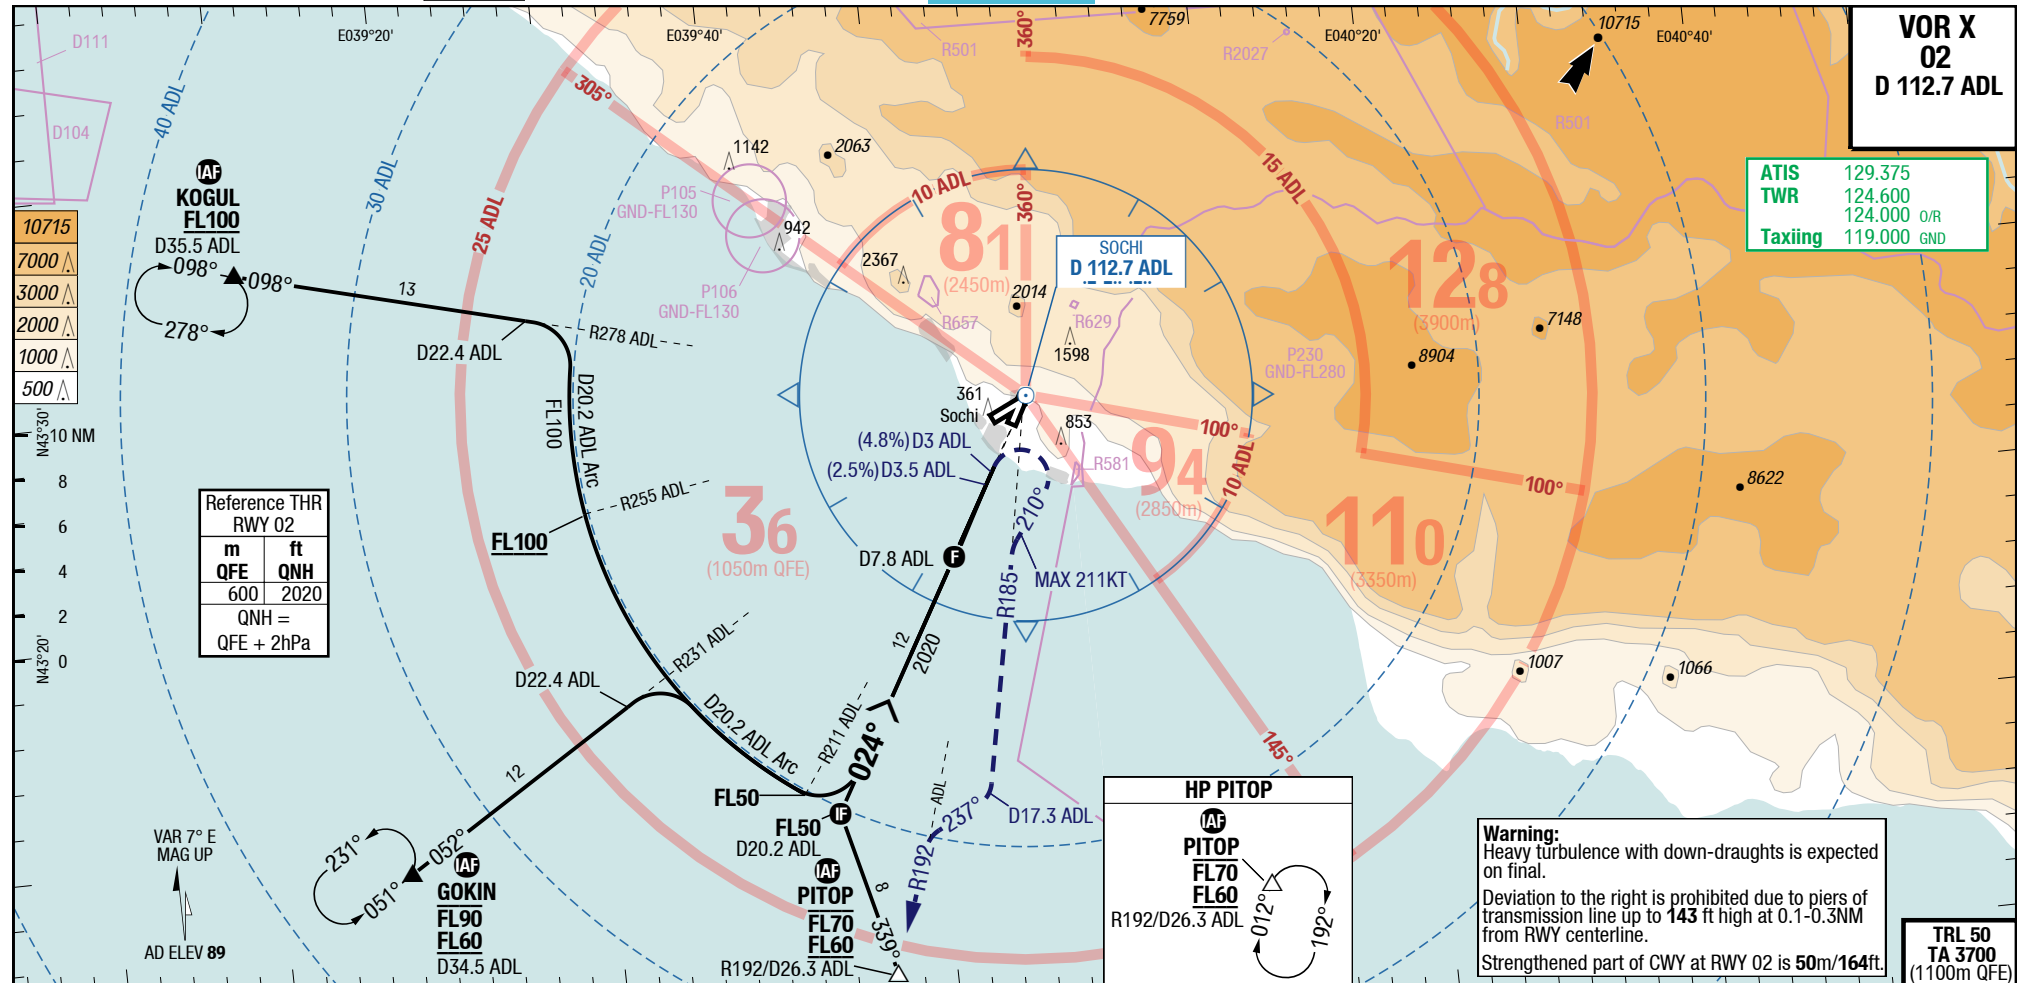 VOR X
02
D 112.7 ADL
ATIS 129.375
TWR 124.600
124.000 O/R
Taxiing 119.000 GND
D111
D104
E039°20'
E039°40'
E040°20'
E040°40'
40 ADL
30 ADL
25 ADL
20 ADL
15 ADL
10 ADL
10 ADL
305°
360°
360°
100°
100°
145°
R501
R2027
R501
7759
10715
1142
2063
P105
GND-FL130
942
P106
GND-FL130
2367
R657
2014
R629
1598
81
(2450m)
128
(3900m)
SOCHI
D 112.7 ADL
P230
GND-FL280
7148
8904
8622
IAF
KOGUL
FL100
D35.5 ADL
098°
098°
278°
13
D22.4 ADL
R278 ADL
D20.2 ADL Arc
FL100
10715
7000
3000
2000
1000
500
N43°30'
10 NM
8
6
4
2
0
N43°20'
361
Sochi
853
(4.8%) D3 ADL
(2.5%) D3.5 ADL
R581
94
(2850m)
110
(3350m)
36
(1050m QFE)
R255 ADL
FL100
Reference THR
RWY 02
m ft
QFE QNH
600 2020
QNH =
QFE + 2hPa
D7.8 ADL
F
210°
MAX 211KT
R185
12
2020
R231 ADL
D22.4 ADL
D20.2 ADL Arc
R211 ADL
024°
1007
1066
12
FL50
IF
FL50
D20.2 ADL
ADL
237°
D17.3 ADL
R192
VAR 7° E
MAG UP
AD ELEV 89
231°
051°
052°
IAF
GOKIN
FL90
FL60
D34.5 ADL
IAF
PITOP
FL70
FL60
R192/D26.3 ADL
8
339°
HP PITOP
IAF
PITOP
FL70
FL60
R192/D26.3 ADL
012°
192°
Warning:
Heavy turbulence with down-draughts is expected
on final.
Deviation to the right is prohibited due to piers of
transmission line up to 143 ft high at 0.1-0.3NM
from RWY centerline.
Strengthened part of CWY at RWY 02 is 50m/164ft.
TRL 50
TA 3700
(1100m QFE)